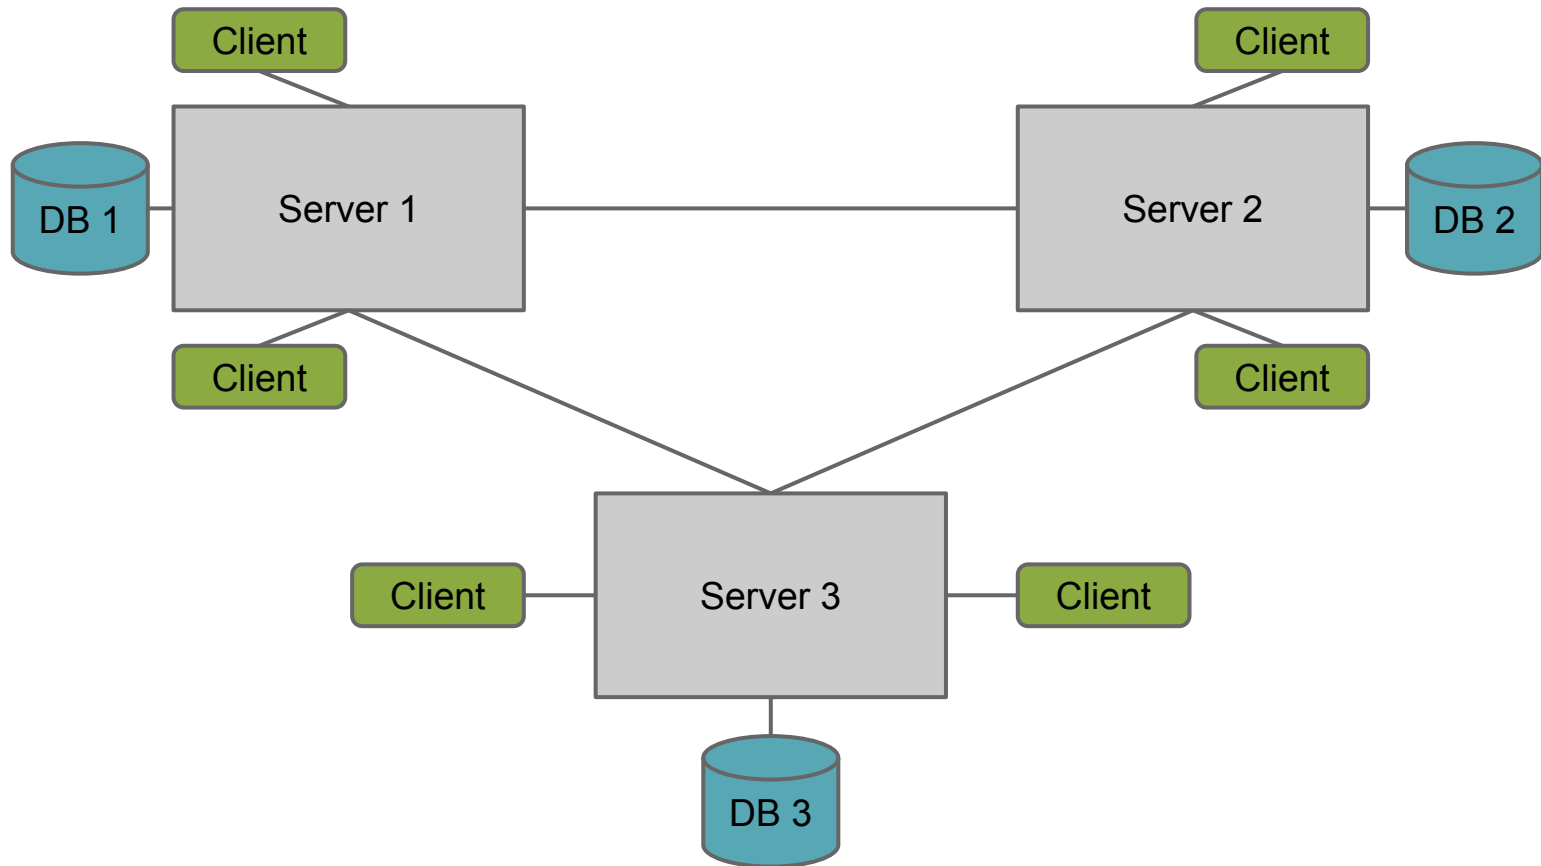 Client
Client
DB 1
Server 1
Server 2
DB 2
Client
Client
Client
Server 3
Client
DB 3